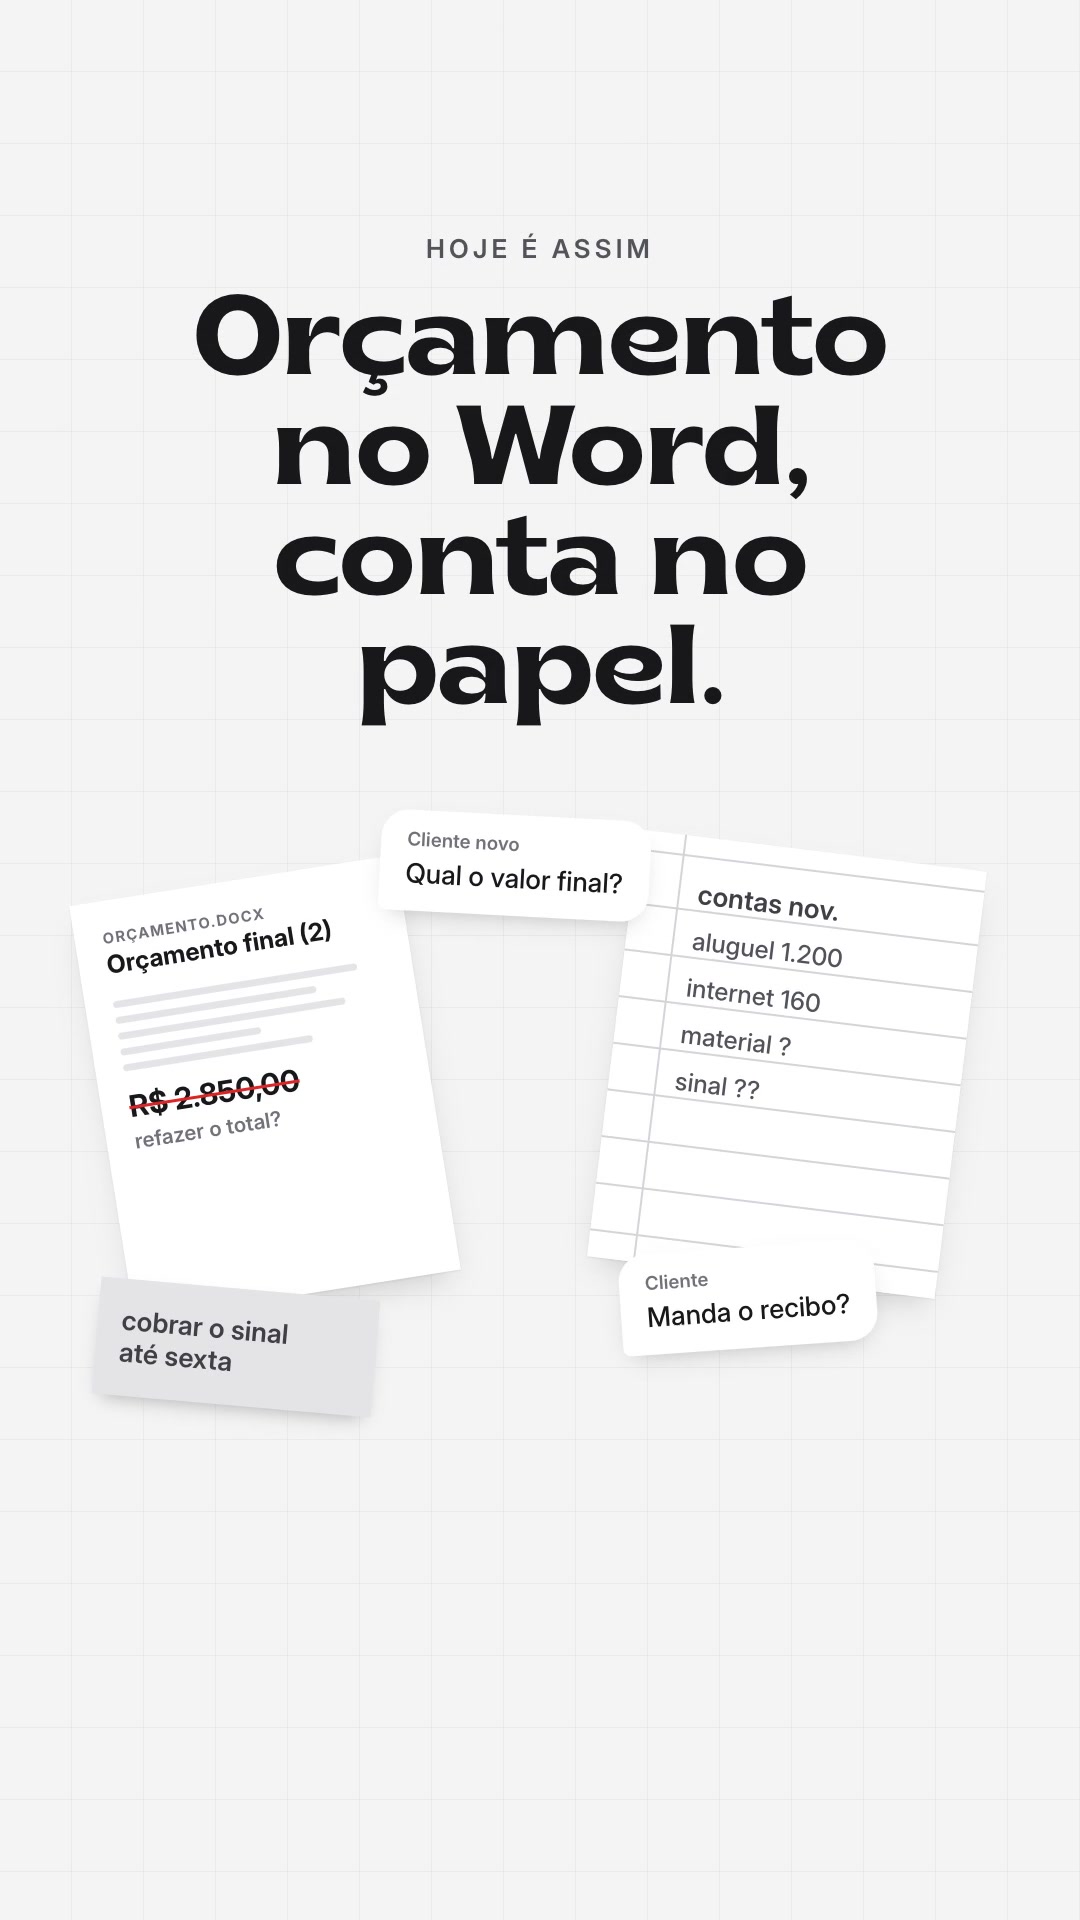 HOJE É ASSIM
Orçamento
no Word,
conta no
papel.
Cliente novo
Qual o valor final?
ORÇAMENTO.DOCX
Orçamento final (2)
R$ 2.850,00
refazer o total?
contas nov.
aluguel 1.200
internet 160
material ?
sinal ??
cobrar o sinal
até sexta
Cliente
Manda o recibo?